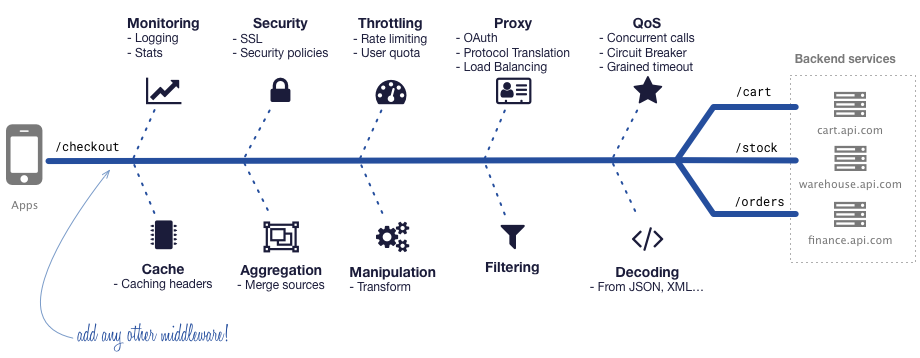 Monitoring
- Logging
- Stats
Security
- SSL
- Security policies
Throttling
- Rate limiting
- User quota
Proxy
- OAuth
- Protocol Translation
- Load Balancing
QoS
- Concurrent calls
- Circuit Breaker
- Grained timeout
Backend services
/checkout
Apps
/cart
cart.api.com
/stock
warehouse.api.com
/orders
finance.api.com
Cache
- Caching headers
Aggregation
- Merge sources
Manipulation
- Transform
Filtering
Decoding
- From JSON, XML...
add any other middleware!